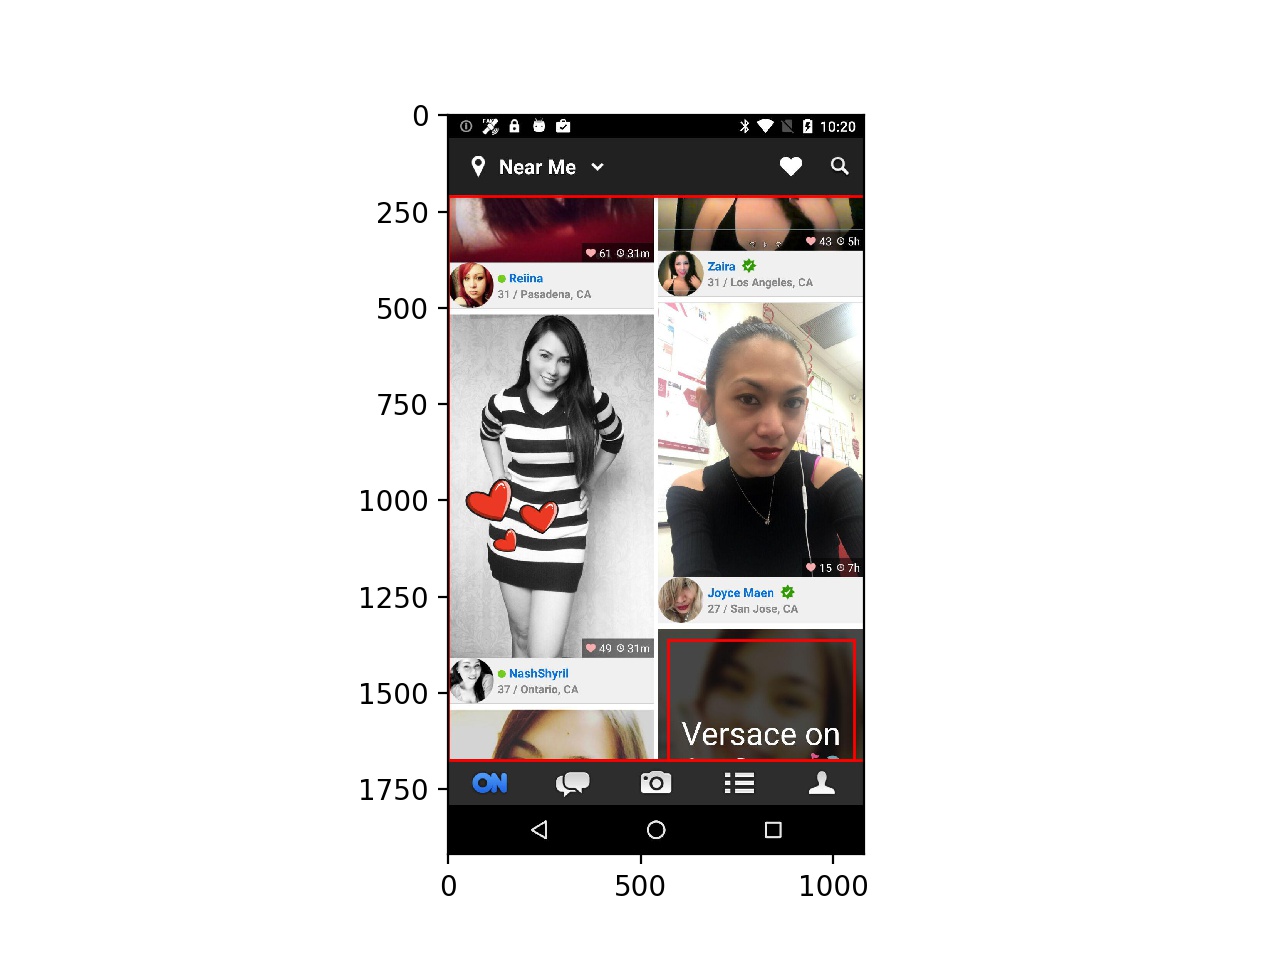 0
250
500
750
1000
1250
1500
1750
0
500
1000
10:20
Near Me
61 31m
43 5h
Reiina
31 / Pasadena, CA
Zaira
31 / Los Angeles, CA
15 7h
Joyce Maen
27 / San Jose, CA
49 31m
NashShyril
37 / Ontario, CA
Versace on
ON